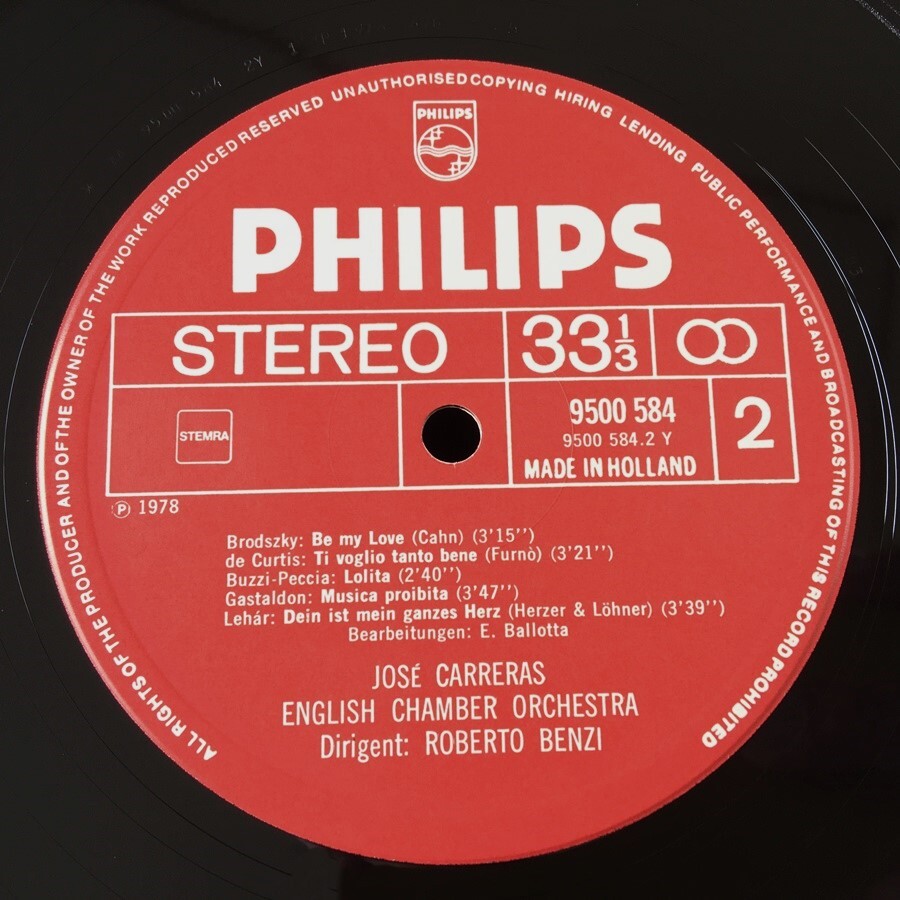 ALL RIGHTS OF THE PRODUCER AND OF THE OWNER OF THE WORK REPRODUCED RESERVED UNAUTHORISED COPYING HIRING LENDING PUBLIC PERFORMANCE AND BROADCASTING OF THIS RECORD PROHIBITED
PHILIPS
PHILIPS
STEREO 33 1/3
STEMRA
9500 584
9500 584.2 Y
MADE IN HOLLAND
2
Ⓟ 1978
Brodszky: Be my Love (Cahn) (3'15'')
de Curtis: Ti voglio tanto bene (Furnò) (3'21'')
Buzzi-Peccia: Lolita (2'40'')
Gastaldon: Musica proibita (3'47'')
Lehár: Dein ist mein ganzes Herz (Herzer & Löhner) (3'39'')
Bearbeitungen: E. Ballotta
JOSÉ CARRERAS
ENGLISH CHAMBER ORCHESTRA
Dirigent: ROBERTO BENZI